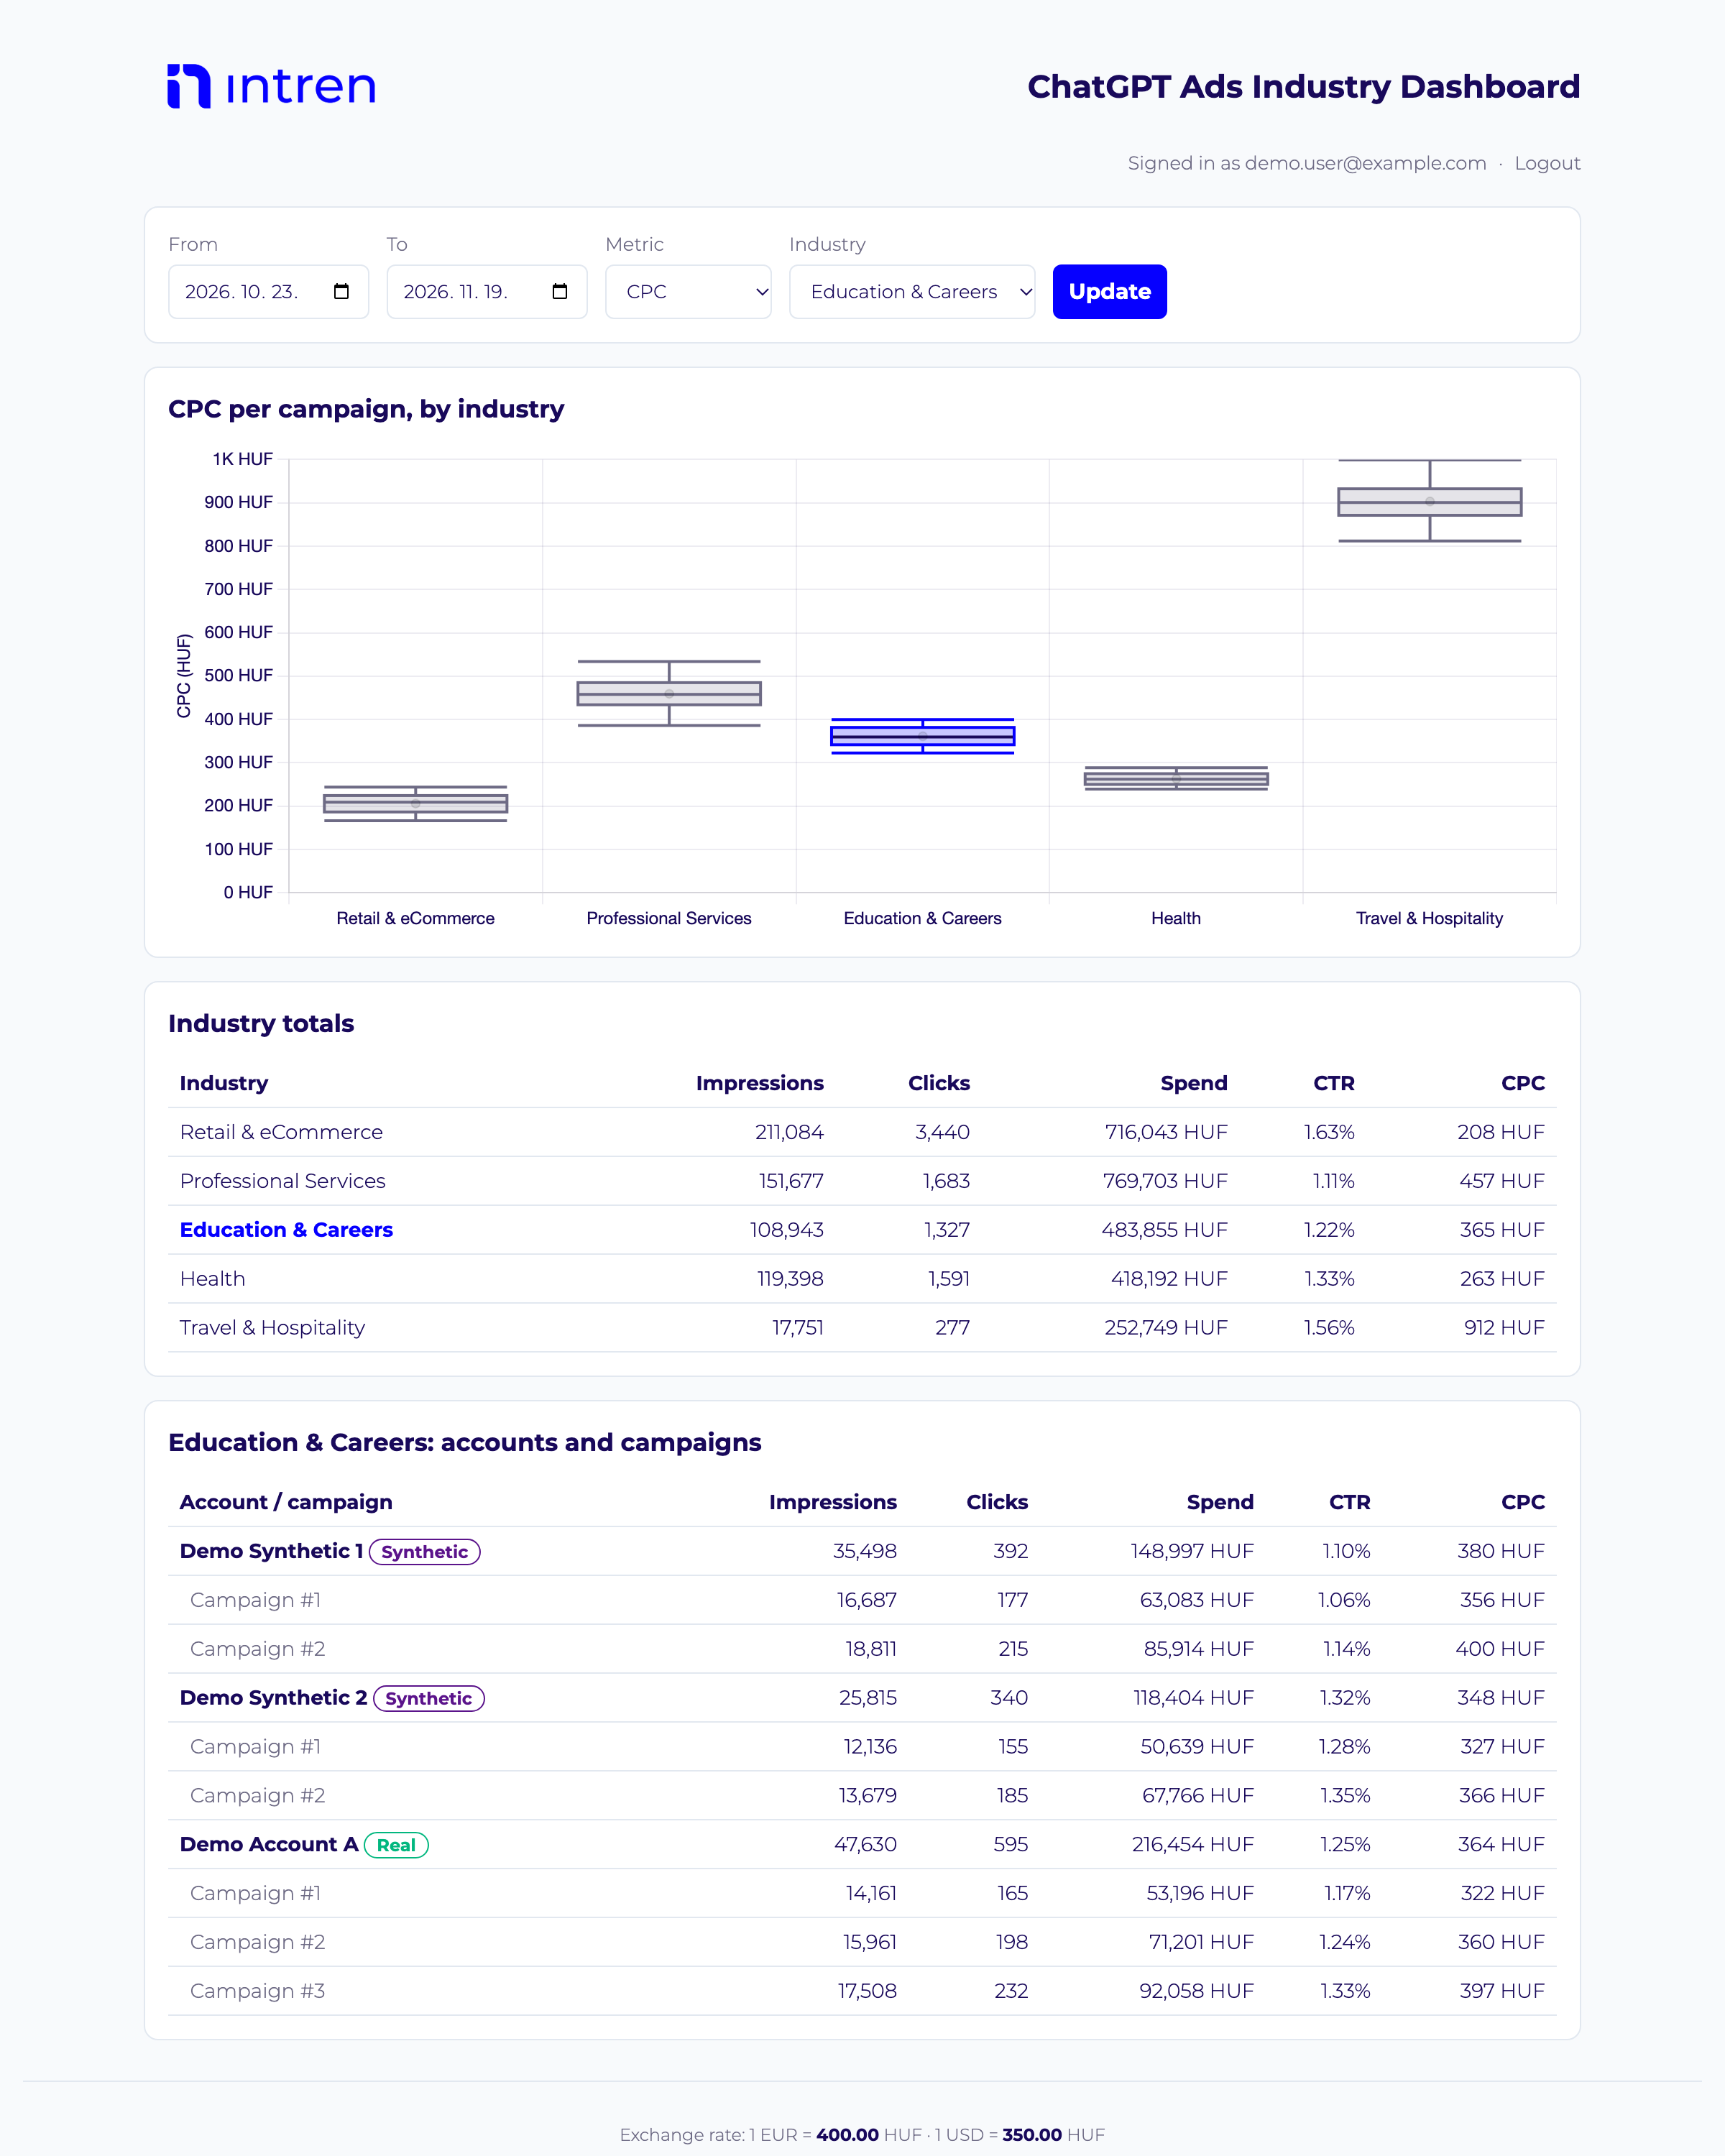 intren
ChatGPT Ads Industry Dashboard
Signed in as demo.user@example.com · Logout
From To Metric Industry
2026. 10. 23. 2026. 11. 19. CPC Education & Careers Update
CPC per campaign, by industry
CPC (HUF)
1K HUF
900 HUF
800 HUF
700 HUF
600 HUF
500 HUF
400 HUF
300 HUF
200 HUF
100 HUF
0 HUF
Retail & eCommerce Professional Services Education & Careers Health Travel & Hospitality
Industry totals
Industry Impressions Clicks Spend CTR CPC
Retail & eCommerce 211,084 3,440 716,043 HUF 1.63% 208 HUF
Professional Services 151,677 1,683 769,703 HUF 1.11% 457 HUF
Education & Careers 108,943 1,327 483,855 HUF 1.22% 365 HUF
Health 119,398 1,591 418,192 HUF 1.33% 263 HUF
Travel & Hospitality 17,751 277 252,749 HUF 1.56% 912 HUF
Education & Careers: accounts and campaigns
Account / campaign Impressions Clicks Spend CTR CPC
Demo Synthetic 1 Synthetic 35,498 392 148,997 HUF 1.10% 380 HUF
Campaign #1 16,687 177 63,083 HUF 1.06% 356 HUF
Campaign #2 18,811 215 85,914 HUF 1.14% 400 HUF
Demo Synthetic 2 Synthetic 25,815 340 118,404 HUF 1.32% 348 HUF
Campaign #1 12,136 155 50,639 HUF 1.28% 327 HUF
Campaign #2 13,679 185 67,766 HUF 1.35% 366 HUF
Demo Account A Real 47,630 595 216,454 HUF 1.25% 364 HUF
Campaign #1 14,161 165 53,196 HUF 1.17% 322 HUF
Campaign #2 15,961 198 71,201 HUF 1.24% 360 HUF
Campaign #3 17,508 232 92,058 HUF 1.33% 397 HUF
Exchange rate: 1 EUR = 400.00 HUF · 1 USD = 350.00 HUF